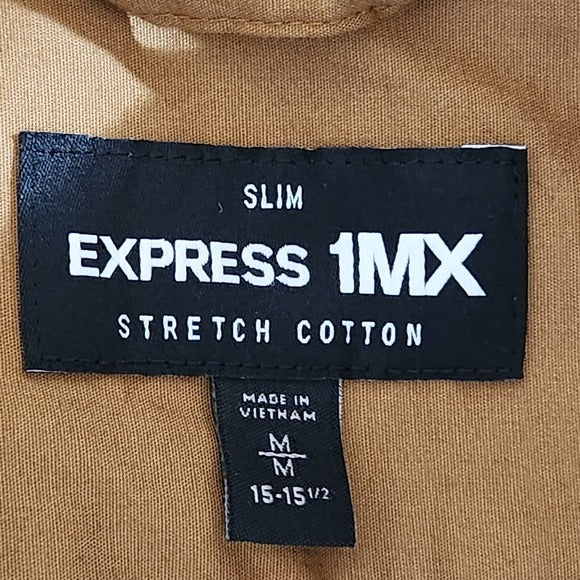 SLIM
EXPRESS 1MX
STRETCH COTTON
MADE IN
VIETNAM
M
M
15-15 1/2